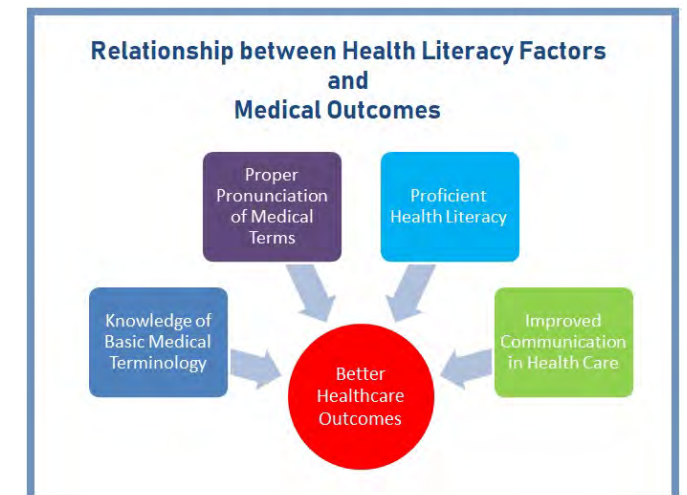 Relationship between Health Literacy Factors
and
Medical Outcomes
Proper
Pronunciation
of Medical
Terms
Proficient
Health Literacy
Knowledge of
Basic Medical
Terminology
Improved
Communication
in Health Care
Better
Healthcare
Outcomes